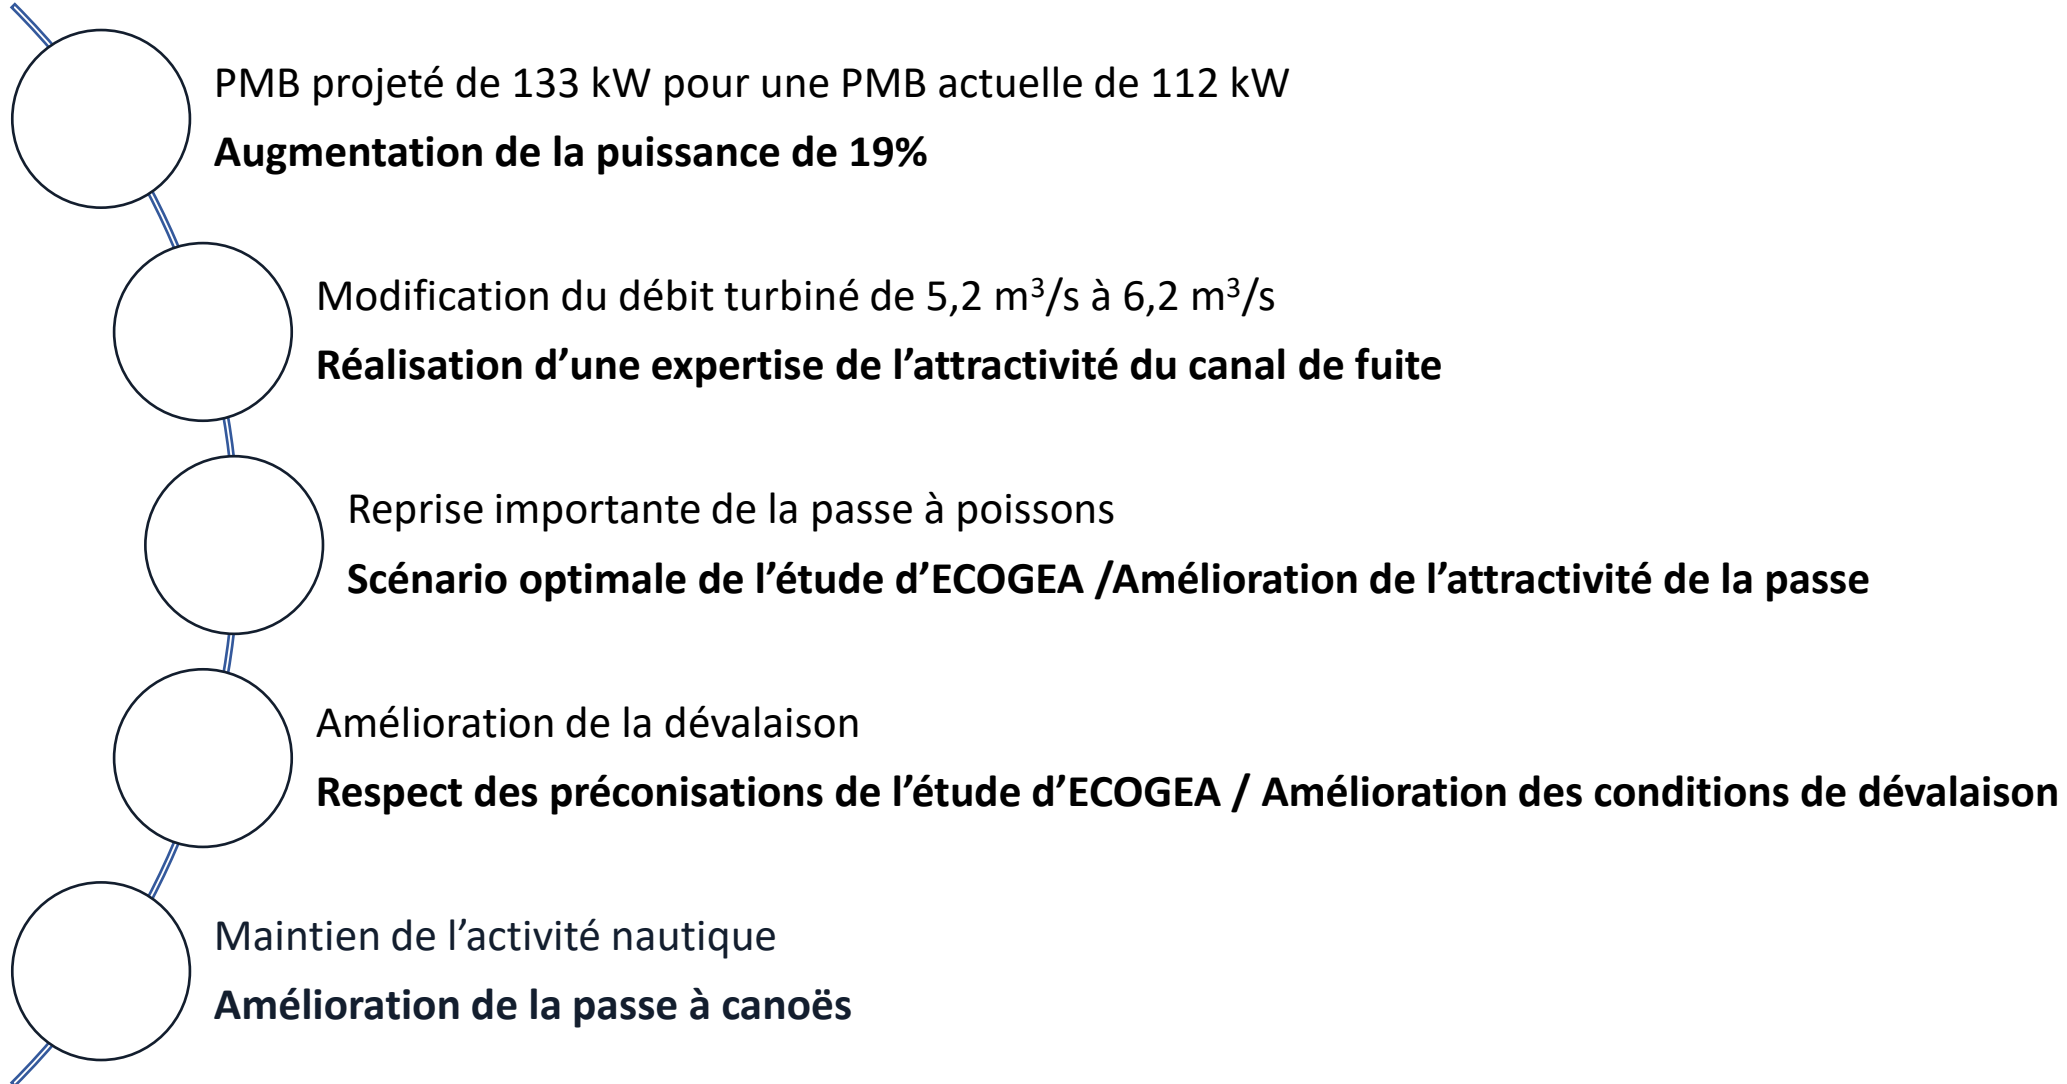 PMB projeté de 133 kW pour une PMB actuelle de 112 kW
Augmentation de la puissance de 19%
Modification du débit turbiné de 5,2 m³/s à 6,2 m³/s
Réalisation d’une expertise de l’attractivité du canal de fuite
Reprise importante de la passe à poissons
Scénario optimale de l’étude d’ECOGEA /Amélioration de l’attractivité de la passe
Amélioration de la dévalaison
Respect des préconisations de l’étude d’ECOGEA / Amélioration des conditions de dévalaison
Maintien de l’activité nautique
Amélioration de la passe à canoës